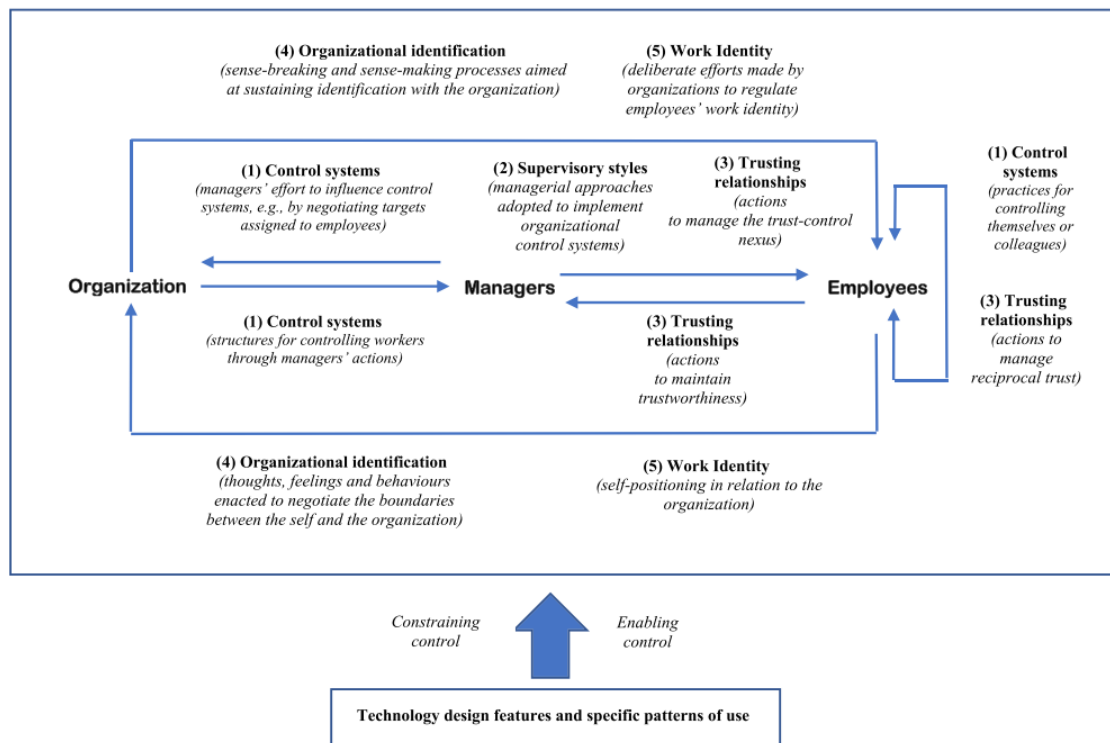 (4) Organizational identification
(sense-breaking and sense-making processes aimed
at sustaining identification with the organization)
(5) Work Identity
(deliberate efforts made by
organizations to regulate
employees’ work identity)
(1) Control systems
(managers’ effort to influence control
systems, e.g., by negotiating targets
assigned to employees)
(2) Supervisory styles
(managerial approaches
adopted to implement
organizational
control systems)
(3) Trusting
relationships
(actions
to manage the trust-control
nexus)
(1) Control
systems
(practices for
controlling
themselves or
colleagues)
Organization
Managers
Employees
(1) Control systems
(structures for controlling workers
through managers’ actions)
(3) Trusting
relationships
(actions
to maintain
trustworthiness)
(3) Trusting
relationships
(actions to
manage
reciprocal trust)
(4) Organizational identification
(thoughts, feelings and behaviours
enacted to negotiate the boundaries
between the self and the organization)
(5) Work Identity
(self-positioning in relation to the
organization)
Constraining
control
Enabling
control
Technology design features and specific patterns of use